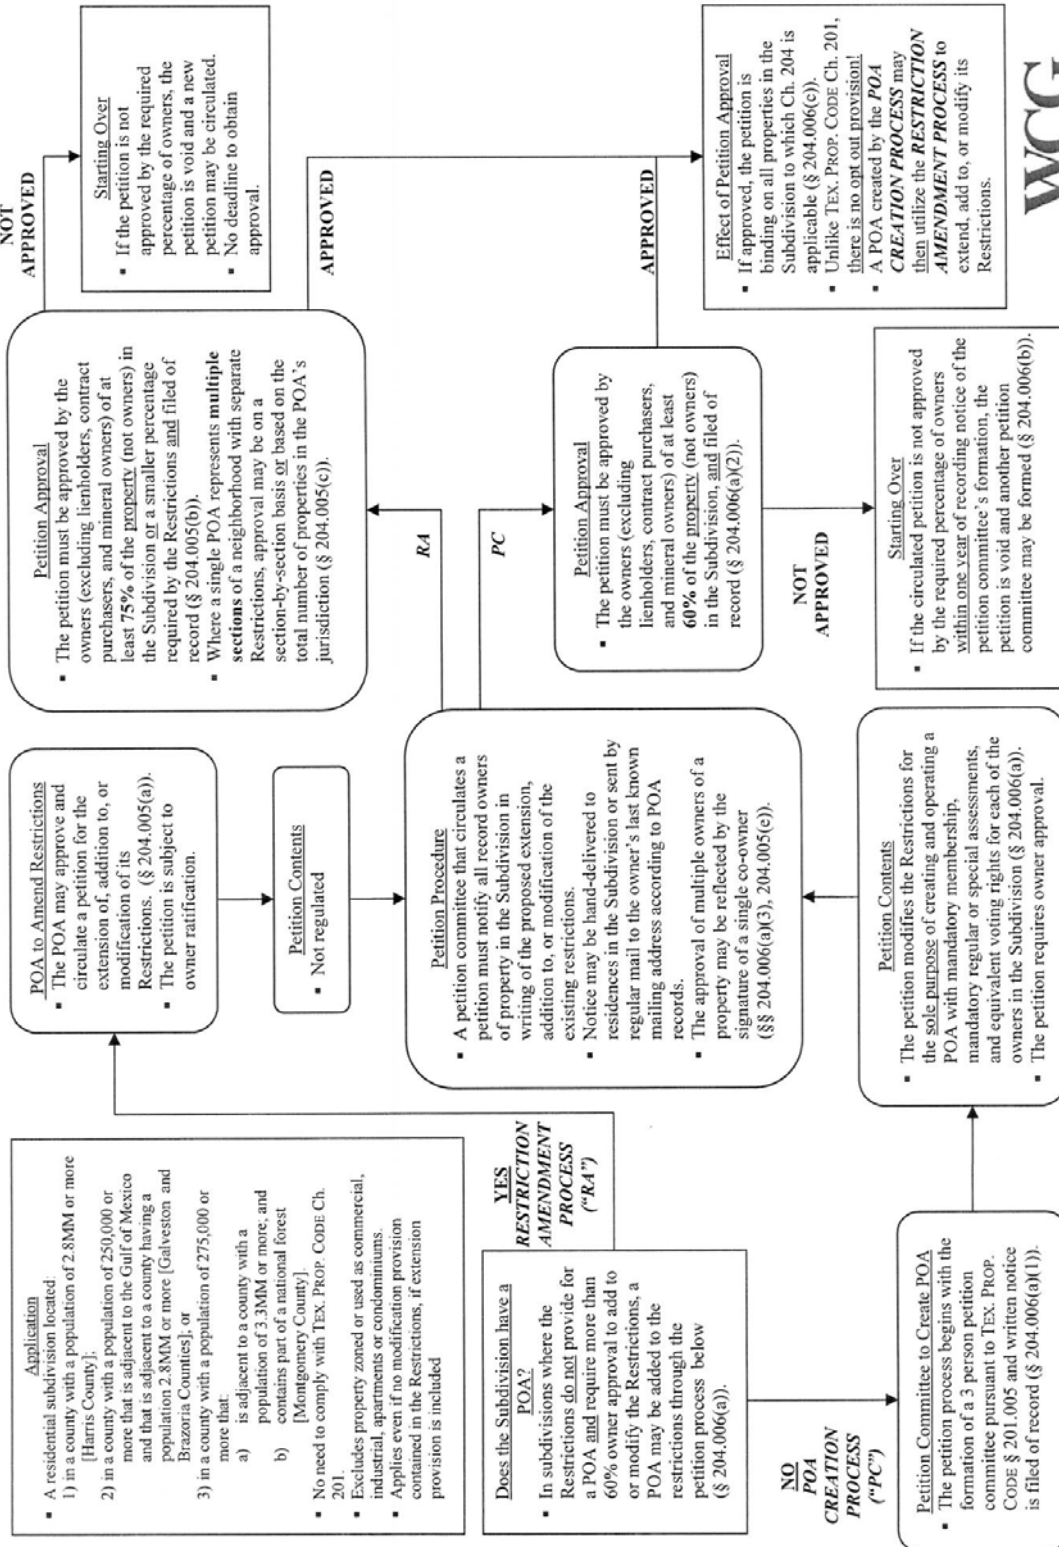 Application
▪ A residential subdivision located:
1) in a county with a population of 2.8MM or more
[Harris County];
2) in a county with a population of 250,000 or
more that is adjacent to the Gulf of Mexico
and that is adjacent to a county having a
population 2.8MM or more [Galveston and
Brazoria Counties]; or
3) in a county with a population of 275,000 or
more that:
a) is adjacent to a county with a
population of 3.3MM or more; and
b) contains part of a national forest
[Montgomery County].
▪ No need to comply with TEX. PROP. CODE Ch.
201.
▪ Excludes property zoned or used as commercial,
industrial, apartments or condominiums.
▪ Applies even if no modification provision
contained in the Restrictions, if extension
provision is included
Does the Subdivision have a
POA?
▪ In subdivisions where the
Restrictions do not provide for
a POA and require more than
60% owner approval to add to
or modify the Restrictions, a
POA may be added to the
restrictions through the
petition process below
(§ 204.006(a)).
YES
RESTRICTION
AMENDMENT
PROCESS
("RA")
NO
POA
CREATION
PROCESS
("PC")
Petition Committee to Create POA
▪ The petition process begins with the
formation of a 3 person petition
committee pursuant to TEX. PROP.
CODE § 201.005 and written notice
is filed of record (§ 204.006(a)(1)).
POA to Amend Restrictions
▪ The POA may approve and
circulate a petition for the
extension of, addition to, or
modification of its
Restrictions. (§ 204.005(a)).
▪ The petition is subject to
owner ratification.
Petition Contens
▪ Not regulated
Petition Procedure
▪ A petition committee that circulates a
petition must notify all record owners
of property in the Subdivision in
writing of the proposed extension,
addition to, or modification of the
existing restrictions.
▪ Notice may be hand-delivered to
residences in the Subdivision or sent by
regular mail to the owner's last known
mailing address according to POA
records.
▪ The approval of multiple owners of a
property may be reflected by the
signature of a single co-owner
(§§ 204.006(a)(3), 204.005(e)).
Petition Contents
▪ The petition modifies the Restrictions for
the sole purpose of creating and operating a
POA with mandatory membership,
mandatory regular or special assessments,
and equivalent voting rights for each of the
owners in the Subdivision (§ 204.006(a)).
▪ The petition requires owner approval.
RA
PC
Petition Approval
▪ The petition must be approved by the
owners (excluding lienholders, contract
purchasers, and mineral owners) of at
least 75% of the property (not owners) in
the Subdivision or a smaller percentage
required by the Restrictions and filed of
record (§ 204.005(b)).
▪ Where a single POA represents multiple
sections of a neighborhood with separate
Restrictions, approval may be on a
section-by-section basis or based on the
total number of properties in the POA's
jurisdiction (§ 204.005(c)).
Petition Approval
▪ The petition must be approved by
the owners (excluding
lienholders, contract purchasers,
and mineral owners) of at least
60% of the property (not owners)
in the Subdivision, and filed of
record (§ 204.006(a)(2)).
NOT
APPROVED
Starting Over
▪ If the circulated petition is not approved
by the required percentage of owners
within one year of recording notice of the
petition committee's formation, the
petition is void and another petition
committee may be formed (§ 204.006(b)).
NOT
APPROVED
APPROVED
APPROVED
Starting Over
▪ If the petition is not
approved by the required
percentage of owners, the
petition is void and a new
petition may be circulated.
▪ No deadline to obtain
approval.
Effect of Petition Approval
▪ If approved, the petition is
binding on all properties in the
Subdivision to which Ch. 204 is
applicable (§ 204.006(c)).
▪ Unlike TEX. PROP. CODE Ch. 201,
there is no opt out provision!
▪ A POA created by the POA
CREATION PROCESS may
then utilize the RESTRICTION
AMENDMENT PROCESS to
extend, add to, or modify its
Restrictions.
WCG